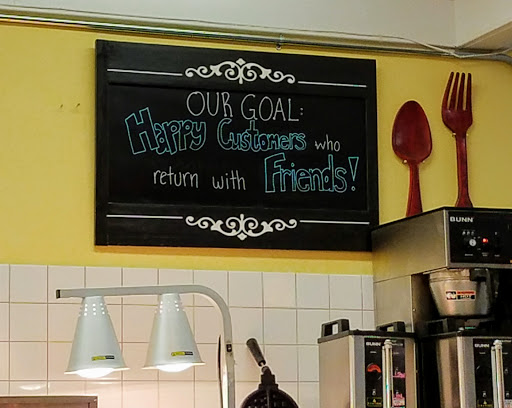 OUR GOAL:
Happy Customers who
return with Friends!
BUNN
BUNN
BUNN